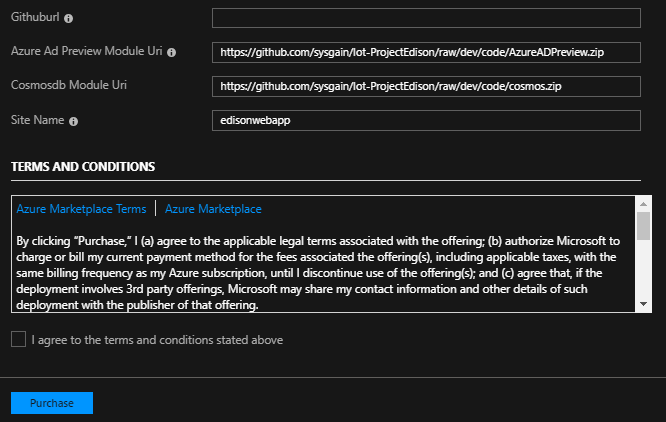 Githuburl
Azure Ad Preview Module Uri
https://github.com/sysgain/Iot-ProjectEdison/raw/dev/code/AzureADPreview.zip
Cosmosdb Module Uri
https://github.com/sysgain/Iot-ProjectEdison/raw/dev/code/cosmos.zip
Site Name
edisonwebapp
TERMS AND CONDITIONS
Azure Marketplace Terms | Azure Marketplace
By clicking “Purchase,” I (a) agree to the applicable legal terms associated with the offering; (b) authorize Microsoft to
charge or bill my current payment method for the fees associated the offering(s), including applicable taxes, with the
same billing frequency as my Azure subscription, until I discontinue use of the offering(s); and (c) agree that, if the
deployment involves 3rd party offerings, Microsoft may share my contact information and other details of such
deployment with the publisher of that offering.
I agree to the terms and conditions stated above
Purchase